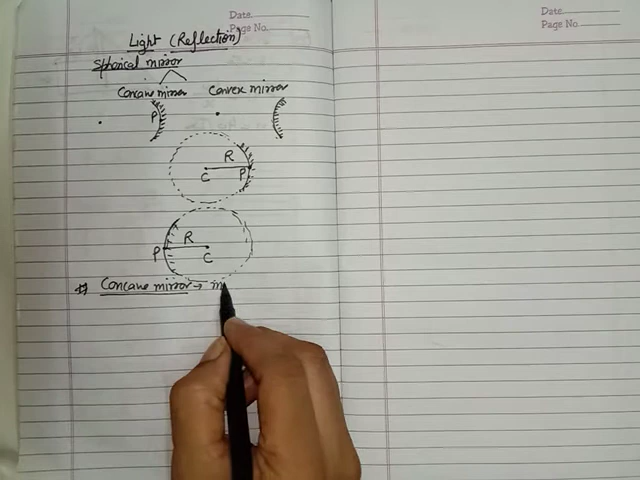 Date
Page No.
Date
Page No.
Light (Reflection)
Spherical mirror
Concave mirror
Convex mirror
P
R
C
P
R
P
C
# Concave mirror → m